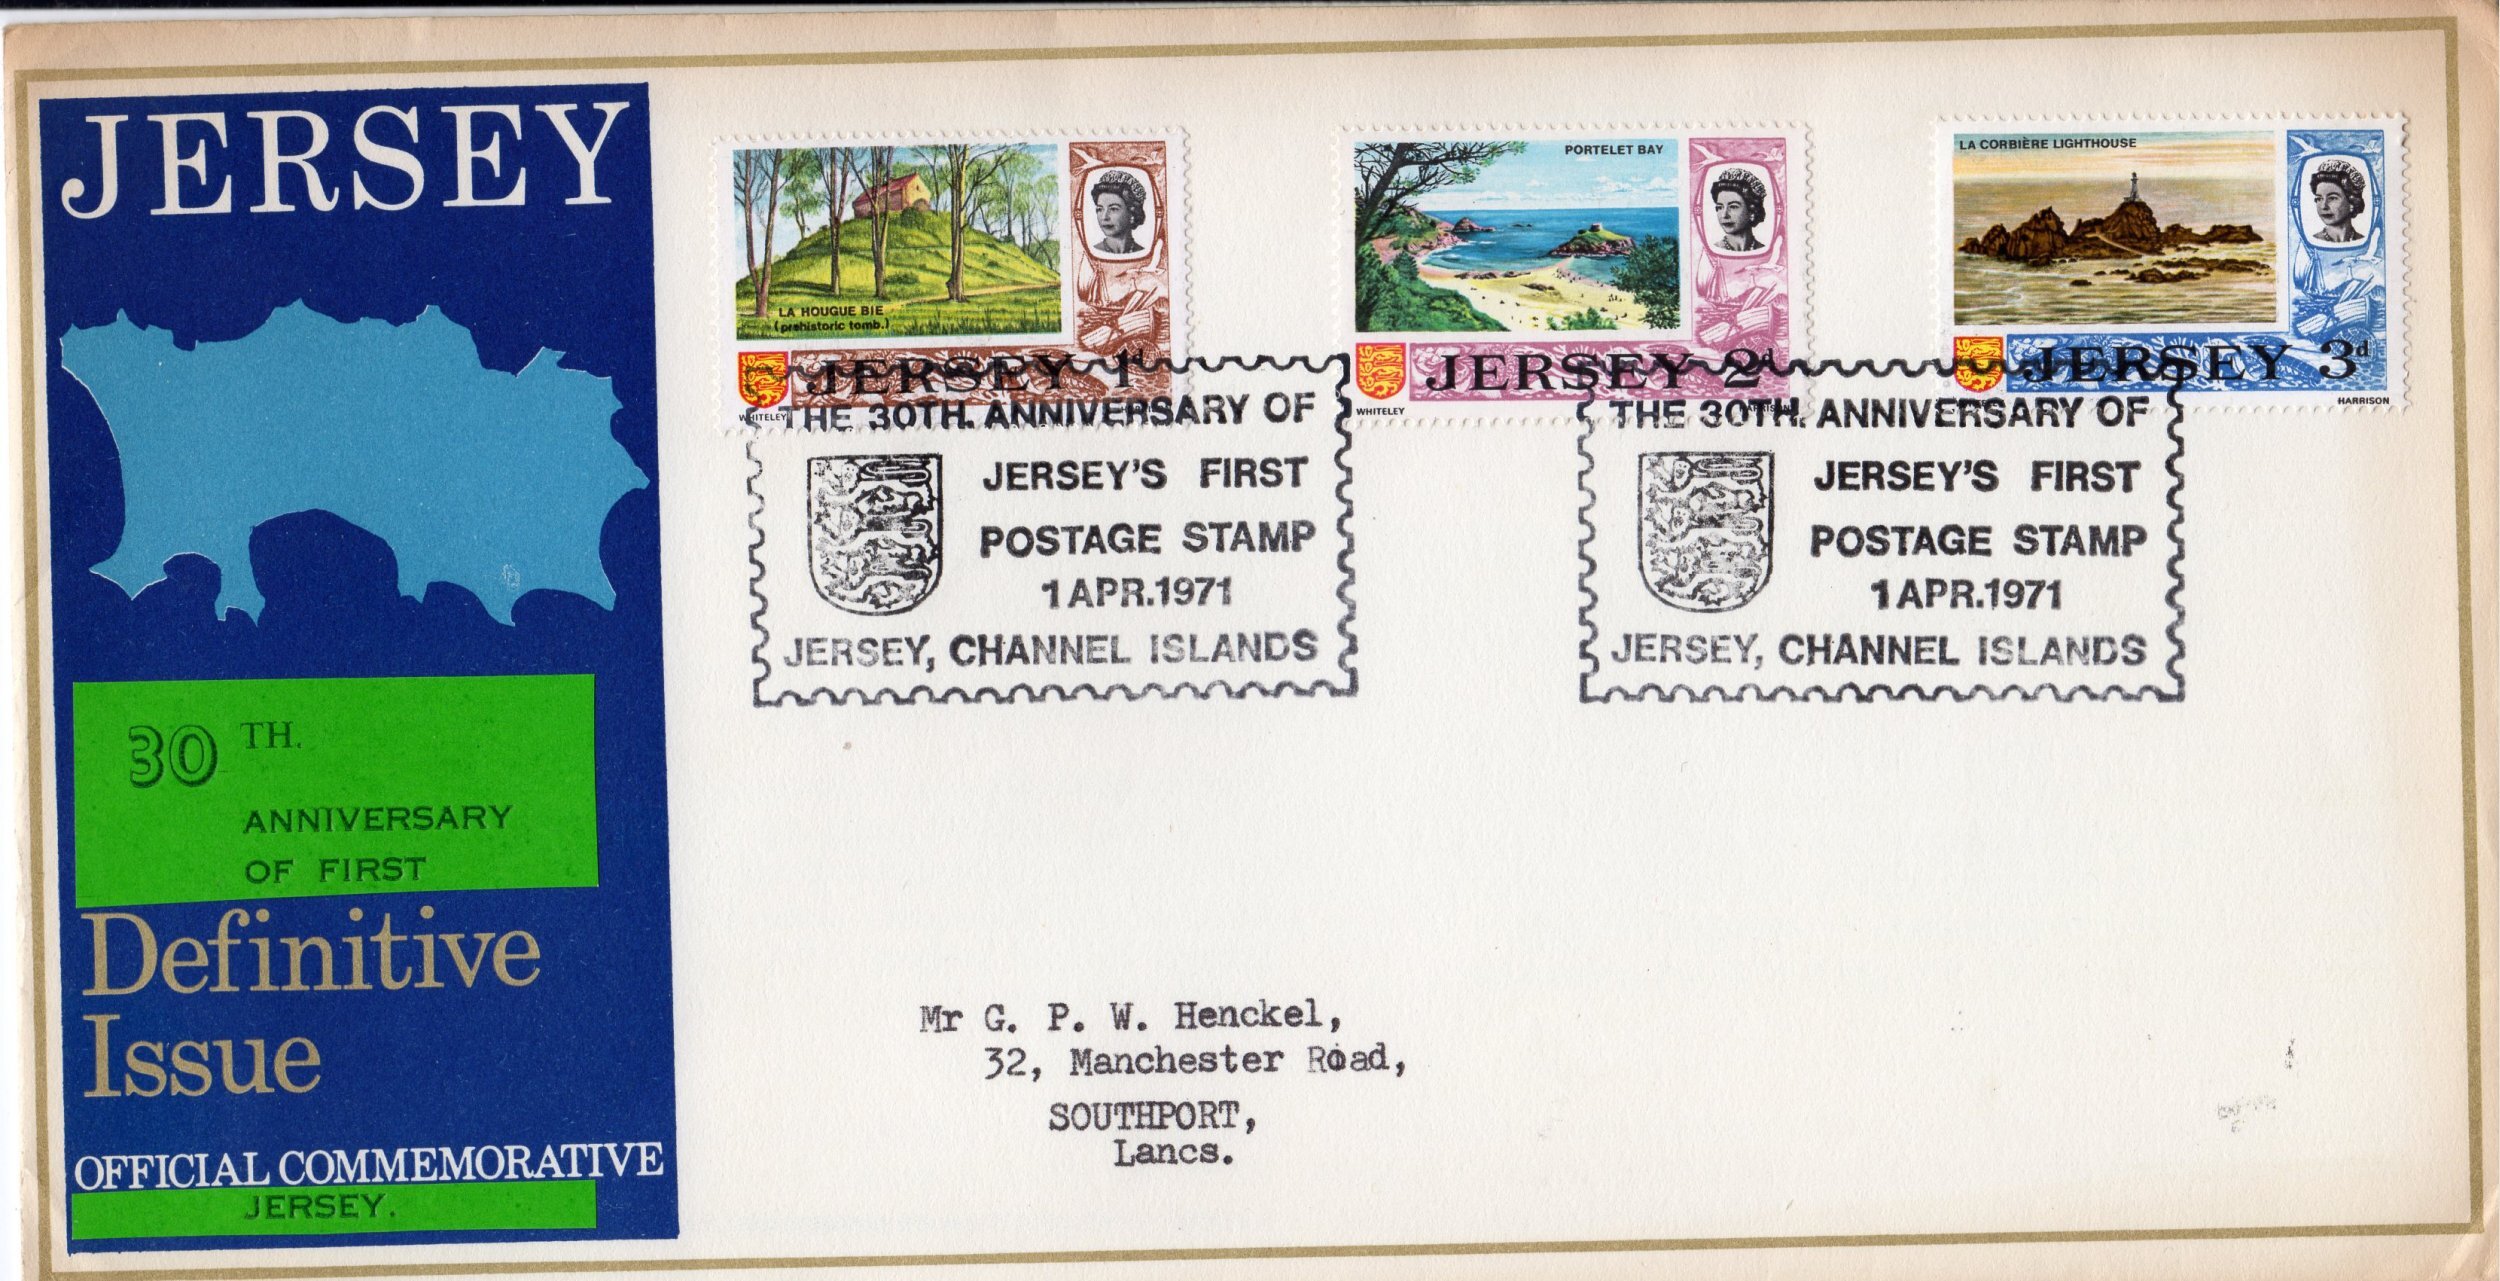 JERSEY
30 TH.
ANNIVERSARY
OF FIRST
Definitive
Issue
OFFICIAL COMMEMORATIVE
JERSEY.
LA HOUGUE BIE
(prehistoric tomb.)
JERSEY 1d
WHITELEY
PORTELET BAY
JERSEY 2d
WHITELEY HARRISON
LA CORBIÈRE LIGHTHOUSE
JERSEY 3d
HARRISON
THE 30TH. ANNIVERSARY OF
JERSEY'S FIRST
POSTAGE STAMP
1 APR.1971
JERSEY, CHANNEL ISLANDS
THE 30TH. ANNIVERSARY OF
JERSEY'S FIRST
POSTAGE STAMP
1 APR.1971
JERSEY, CHANNEL ISLANDS
Mr G. P. W. Henckel,
32, Manchester Road,
SOUTHPORT,
Lancs.